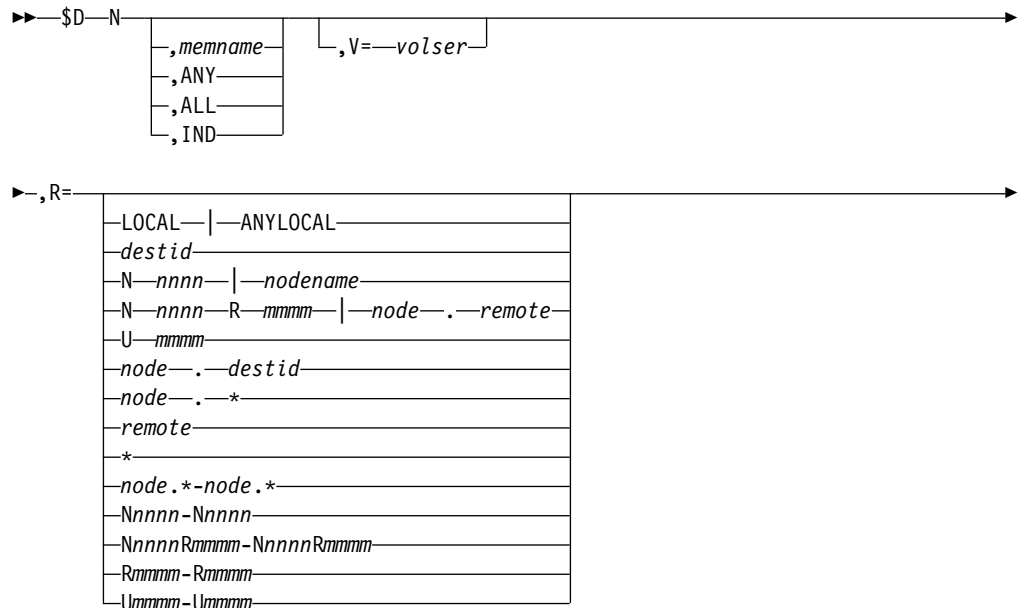 $D N
,memname ,V= volser
,ANY
,ALL
,IND
,R=
LOCAL | ANYLOCAL
destid
N nnnn | nodename
N nnnn R mmmm | node . remote
U mmmm
node . destid
node . *
remote
*
node.*-node.*
Nnnnn-Nnnnn
NnnnnRmmmm-NnnnnRmmmm
Rmmmm-Rmmmm
Ummmm-Ummmm